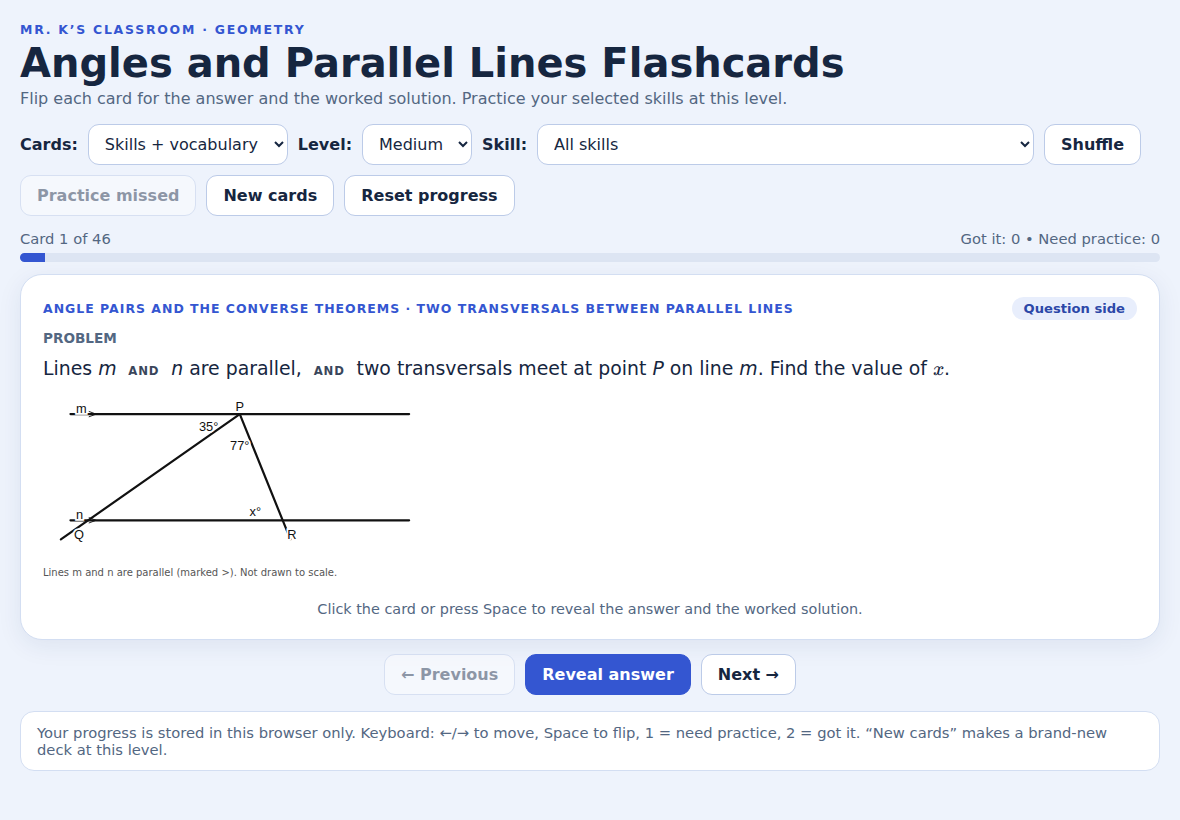 MR. K’S CLASSROOM · GEOMETRY
Angles and Parallel Lines Flashcards
Flip each card for the answer and the worked solution. Practice your selected skills at this level.
Cards: Skills + vocabulary Level: Medium Skill: All skills Shuffle
Practice missed New cards Reset progress
Card 1 of 46 Got it: 0 • Need practice: 0
ANGLE PAIRS AND THE CONVERSE THEOREMS · TWO TRANSVERSALS BETWEEN PARALLEL LINES Question side
PROBLEM
Lines m AND n are parallel, AND two transversals meet at point P on line m. Find the value of x.
m P
35°
77°
n x°
Q R
Lines m and n are parallel (marked >). Not drawn to scale.
Click the card or press Space to reveal the answer and the worked solution.
← Previous Reveal answer Next →
Your progress is stored in this browser only. Keyboard: ←/→ to move, Space to flip, 1 = need practice, 2 = got it. “New cards” makes a brand-new
deck at this level.